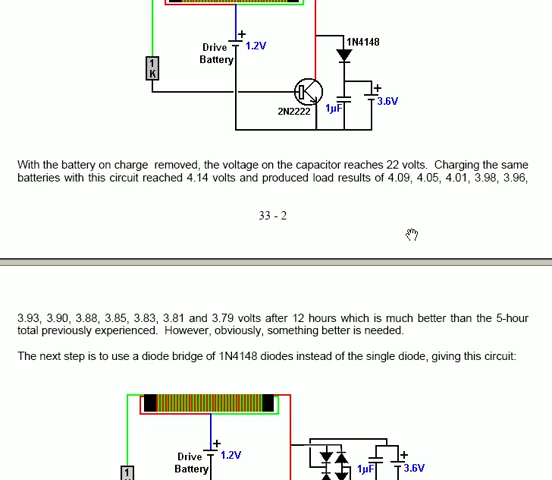 1N4148
+
Drive 1.2V
Battery
1
K
+
2N2222 1µF 3.6V
With the battery on charge removed, the voltage on the capacitor reaches 22 volts. Charging the same
batteries with this circuit reached 4.14 volts and produced load results of 4.09, 4.05, 4.01, 3.98, 3.96,
33 - 2
3.93, 3.90, 3.88, 3.85, 3.83, 3.81 and 3.79 volts after 12 hours which is much better than the 5-hour
total previously experienced. However, obviously, something better is needed.
The next step is to use a diode bridge of 1N4148 diodes instead of the single diode, giving this circuit:
+
Drive 1.2V
Battery
+
1µF 3.6V
1